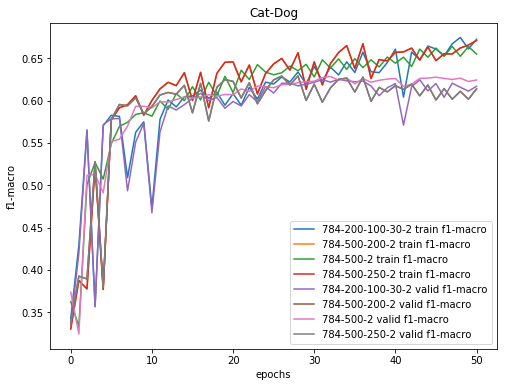 Cat-Dog
f1-macro
0.65
0.60
0.55
0.50
0.45
0.40
0.35
0
10
20
30
40
50
epochs
784-200-100-30-2 train f1-macro
784-500-200-2 train f1-macro
784-500-2 train f1-macro
784-500-250-2 train f1-macro
784-200-100-30-2 valid f1-macro
784-500-200-2 valid f1-macro
784-500-2 valid f1-macro
784-500-250-2 valid f1-macro